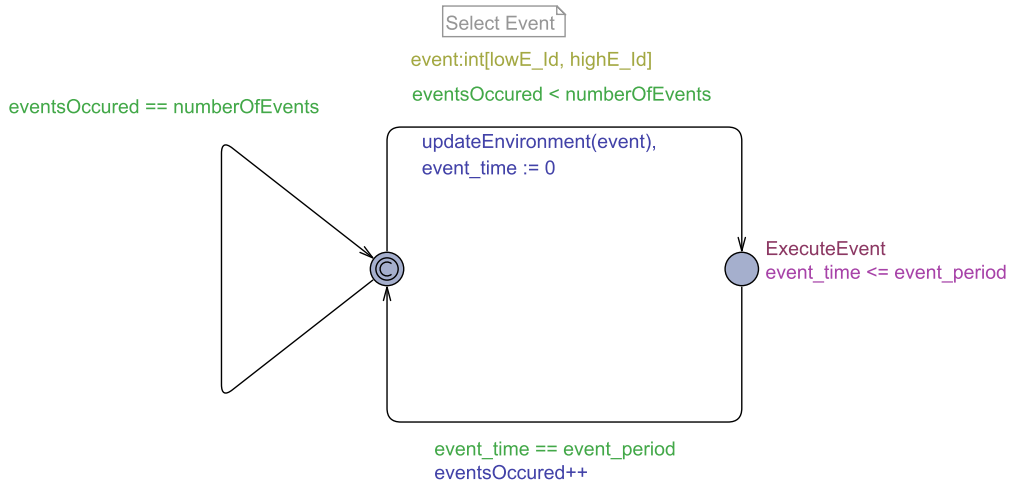 Select Event
event:int[lowE_Id, highE_Id]
eventsOccured < numberOfEvents
eventsOccured == numberOfEvents
updateEnvironment(event),
event_time := 0
C
ExecuteEvent
event_time <= event_period
event_time == event_period
eventsOccured++